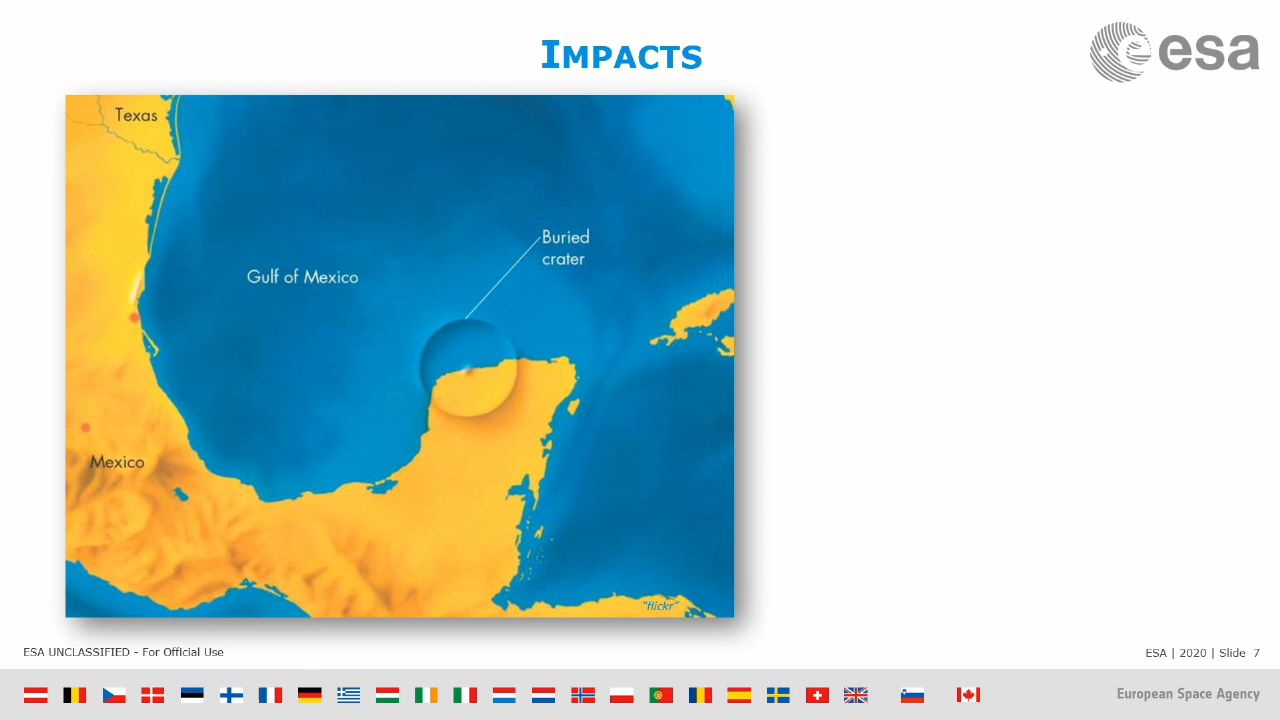 IMPACTS
esa
Texas
Buried
crater
Gulf of Mexico
Mexico
"flickr"
ESA UNCLASSIFIED - For Official Use
ESA | 2020 | Slide 7
European Space Agency